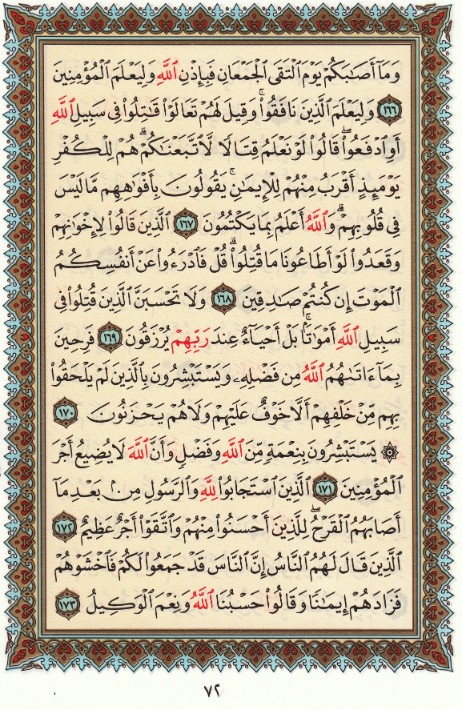 وَمَآ أَصَٰبَكُمْ يَوْمَ ٱلْتَقَى ٱلْجَمْعَانِ فَبِإِذْنِ ٱللَّهِ وَلِيَعْلَمَ ٱلْمُؤْمِنِينَ
١٦٦ وَلِيَعْلَمَ ٱلَّذِينَ نَافَقُوا۟ ۚ وَقِيلَ لَهُمْ تَعَالَوْا۟ قَٰتِلُوا۟ فِى سَبِيلِ ٱللَّهِ
أَوِ ٱدْفَعُوا۟ ۖ قَالُوا۟ لَوْ نَعْلَمُ قِتَالًا لَّٱتَّبَعْنَٰكُمْ ۗ هُمْ لِلْكُفْرِ
يَوْمَئِذٍ أَقْرَبُ مِنْهُمْ لِلْإِيمَٰنِ ۚ يَقُولُونَ بِأَفْوَٰهِهِم مَّا لَيْسَ
فِى قُلُوبِهِمْ ۗ وَٱللَّهُ أَعْلَمُ بِمَا يَكْتُمُونَ ١٦٧ ٱلَّذِينَ قَالُوا۟ لِإِخْوَٰنِهِمْ
وَقَعَدُوا۟ لَوْ أَطَاعُونَا مَا قُتِلُوا۟ ۗ قُلْ فَٱدْرَءُوا۟ عَنْ أَنفُسِكُمُ
ٱلْمَوْتَ إِن كُنتُمْ صَٰدِقِينَ ١٦٨ وَلَا تَحْسَبَنَّ ٱلَّذِينَ قُتِلُوا۟ فِى
سَبِيلِ ٱللَّهِ أَمْوَٰتًۢا ۚ بَلْ أَحْيَآءٌ عِندَ رَبِّهِمْ يُرْزَقُونَ ١٦٩ فَرِحِينَ
بِمَآ ءَاتَىٰهُمُ ٱللَّهُ مِن فَضْلِهِۦ وَيَسْتَبْشِرُونَ بِٱلَّذِينَ لَمْ يَلْحَقُوا۟
بِهِم مِّنْ خَلْفِهِمْ أَلَّا خَوْفٌ عَلَيْهِمْ وَلَا هُمْ يَحْزَنُونَ ١٧٠
۞ يَسْتَبْشِرُونَ بِنِعْمَةٍ مِّنَ ٱللَّهِ وَفَضْلٍ وَأَنَّ ٱللَّهَ لَا يُضِيعُ أَجْرَ
ٱلْمُؤْمِنِينَ ١٧١ ٱلَّذِينَ ٱسْتَجَابُوا۟ لِلَّهِ وَٱلرَّسُولِ مِنۢ بَعْدِ مَآ
أَصَابَهُمُ ٱلْقَرْحُ ۚ لِلَّذِينَ أَحْسَنُوا۟ مِنْهُمْ وَٱتَّقَوْا۟ أَجْرٌ عَظِيمٌ ١٧٢
ٱلَّذِينَ قَالَ لَهُمُ ٱلنَّاسُ إِنَّ ٱلنَّاسَ قَدْ جَمَعُوا۟ لَكُمْ فَٱخْشَوْهُمْ
فَزَادَهُمْ إِيمَٰنًا وَقَالُوا۟ حَسْبُنَا ٱللَّهُ وَنِعْمَ ٱلْوَكِيلُ ١٧٣
٧٢